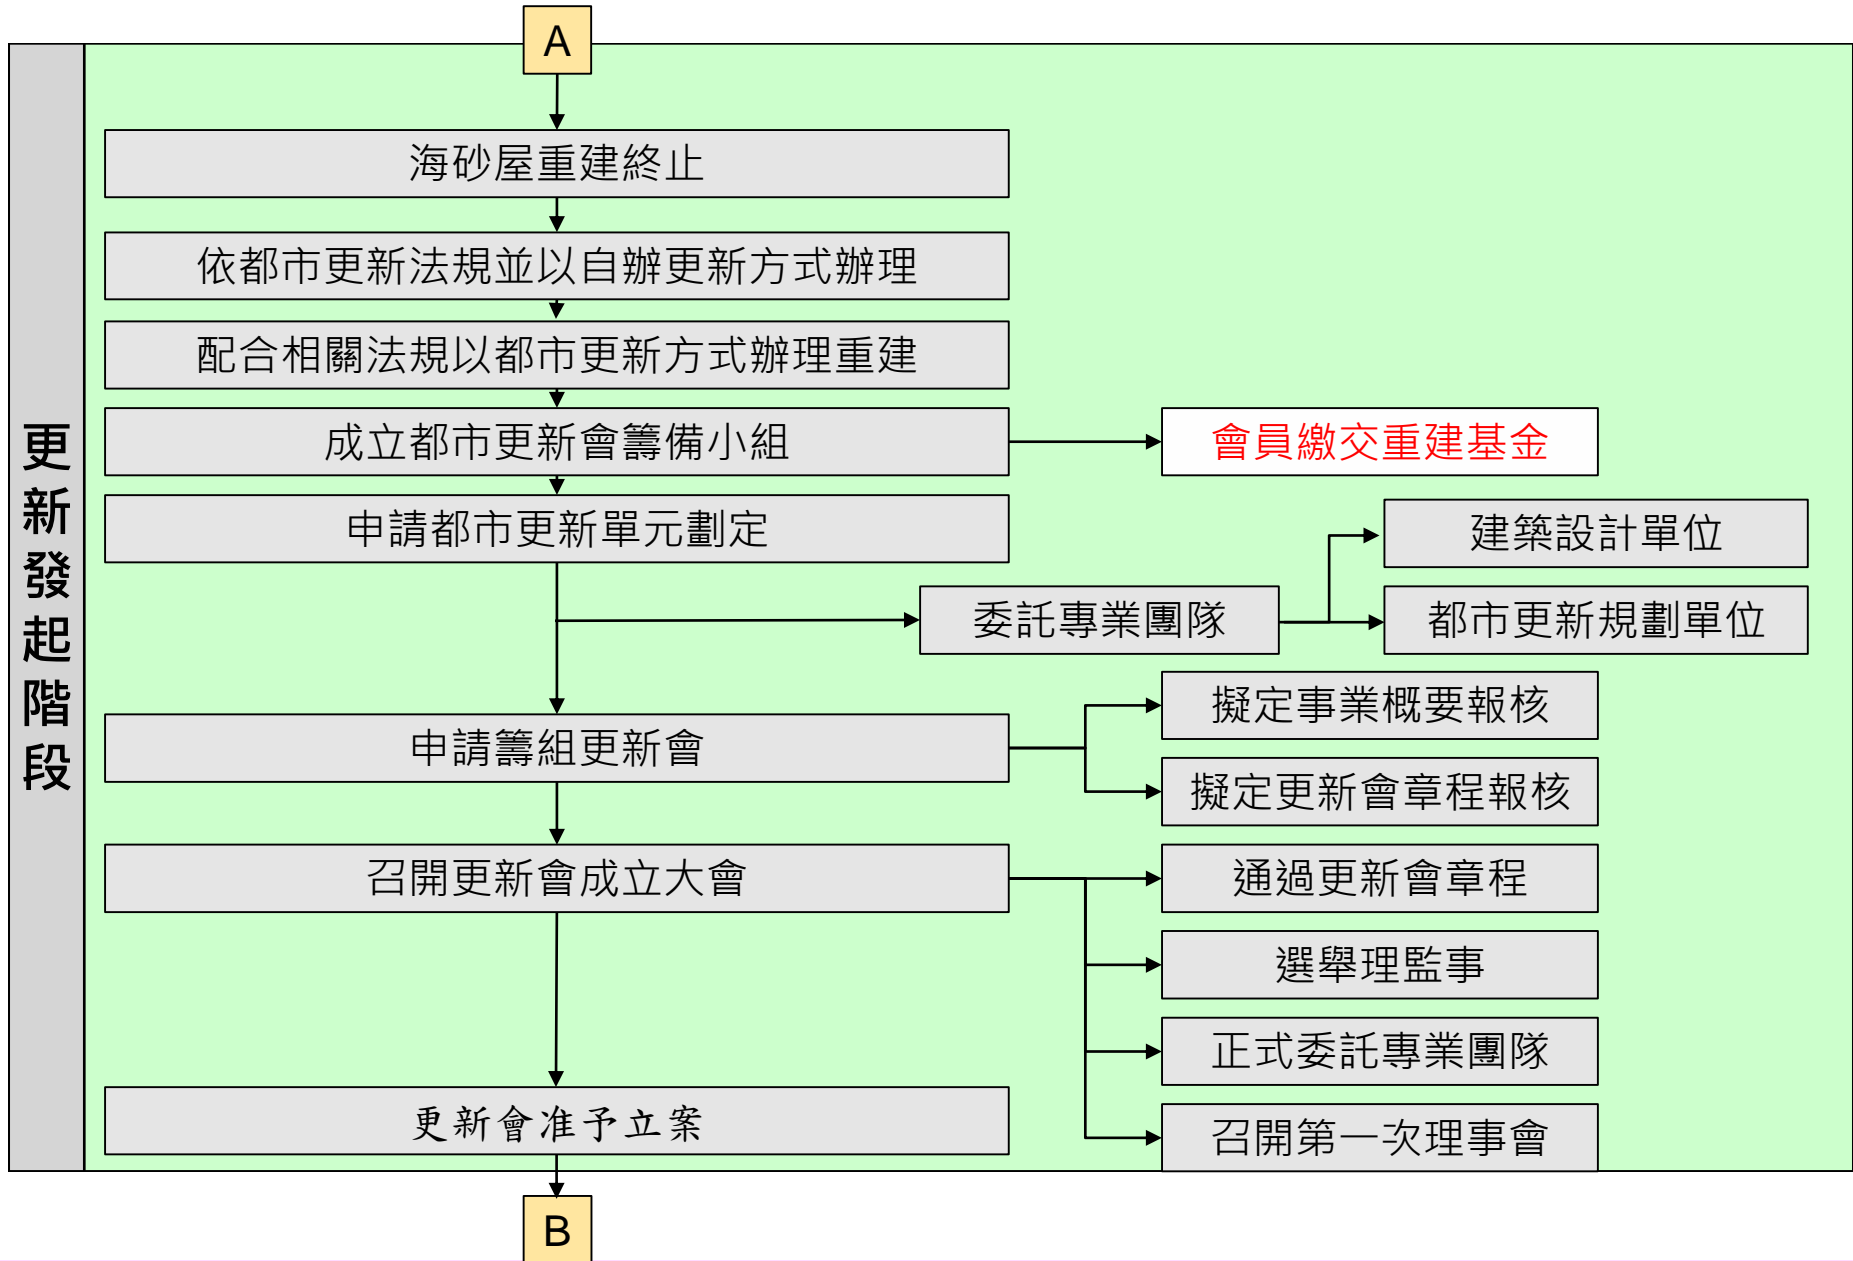 A
更新發起階段
海砂屋重建終止
依都市更新法規並以自辦更新方式辦理
配合相關法規以都市更新方式辦理重建
成立都市更新會籌備小組
會員繳交重建基金
申請都市更新單元劃定
建築設計單位
委託專業團隊
都市更新規劃單位
擬定事業概要報核
申請籌組更新會
擬定更新會章程報核
召開更新會成立大會
通過更新會章程
選舉理監事
正式委託專業團隊
更新會准予立案
召開第一次理事會
B